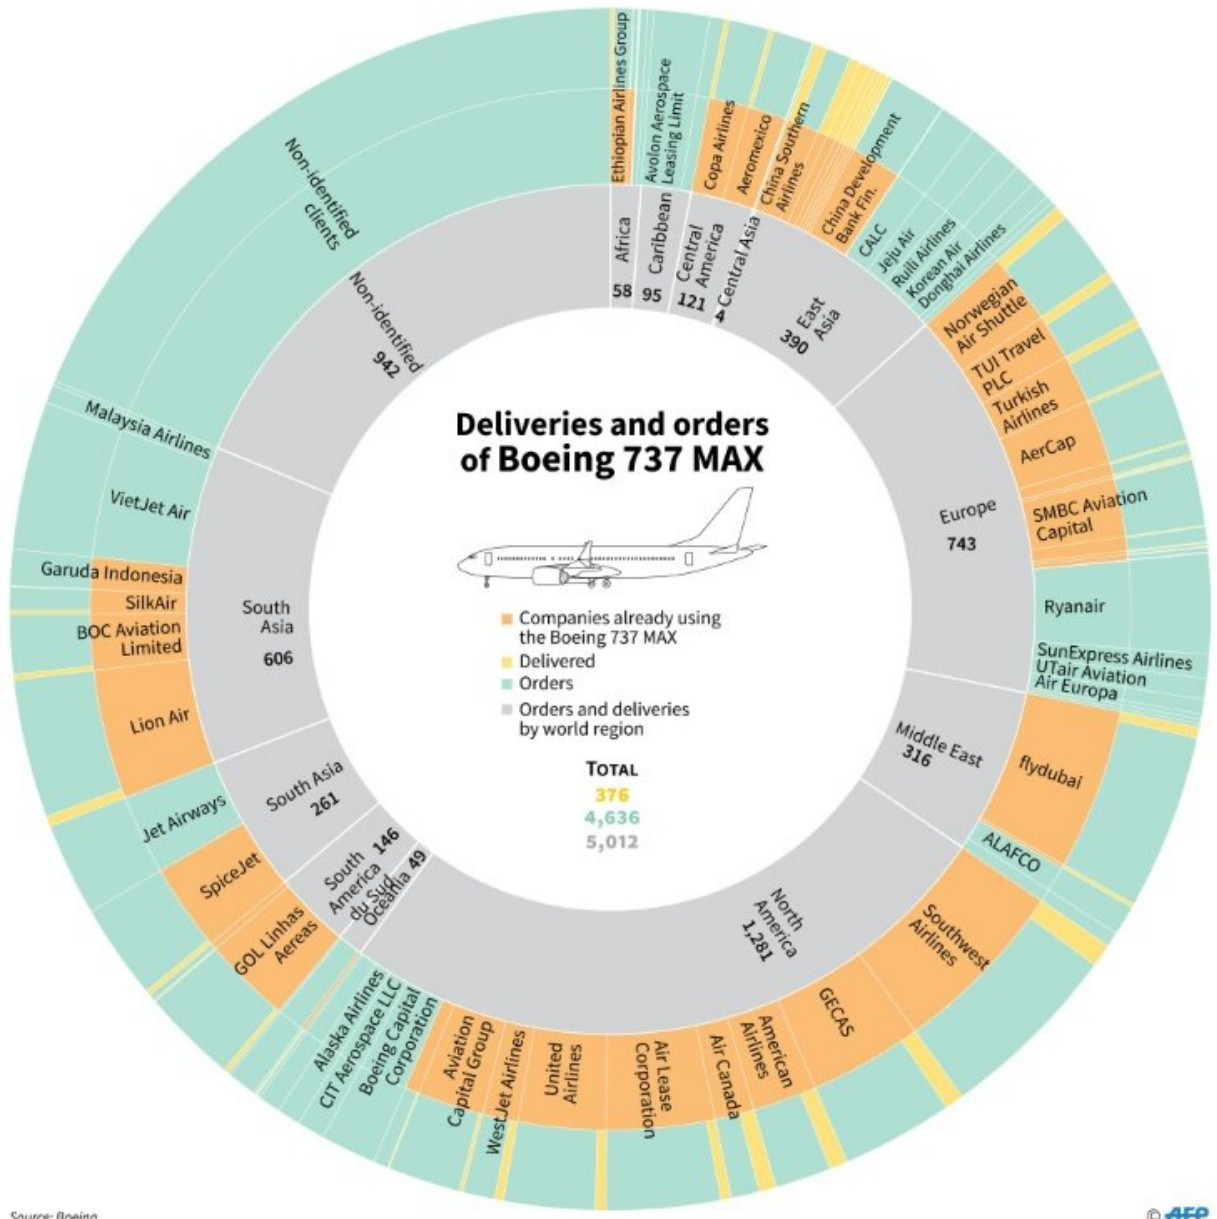 Deliveries and orders
of Boeing 737 MAX
Companies already using
the Boeing 737 MAX
Delivered
Orders
Orders and deliveries
by world region
TOTAL
376
4,636
5,012
Africa
58
Ethiopian Airlines Group
Caribbean
95
Avolon Aerospace
Leasing Limit
Central
America
121
Copa Airlines
Aeromexico
Central Asia
4
East
Asia
390
China Southern
Airlines
China Development
Bank Fin.
CALC
Jeju Air
Ruili Airlines
Korean Air
Donghai Airlines
Europe
743
Norwegian
Air Shuttle
TUI Travel
PLC
Turkish
Airlines
AerCap
SMBC Aviation
Capital
Ryanair
SunExpress Airlines
UTair Aviation
Air Europa
Middle East
316
flydubai
ALAFCO
North
America
1,281
Southwest
Airlines
GECAS
American
Airlines
Air Canada
Air Lease
Corporation
United
Airlines
WestJet Airlines
Aviation
Capital Group
Boeing Capital
Corporation
CIT Aerospace LLC
Alaska Airlines
Oceania 49
South
America
du Sud
146
GOL Linhas
Aereas
South Asia
261
SpiceJet
Jet Airways
South
Asia
606
Lion Air
BOC Aviation
Limited
SilkAir
Garuda Indonesia
VietJet Air
Malaysia Airlines
Non-identified
942
Non-identified
clients
Source: Boeing
© AFP